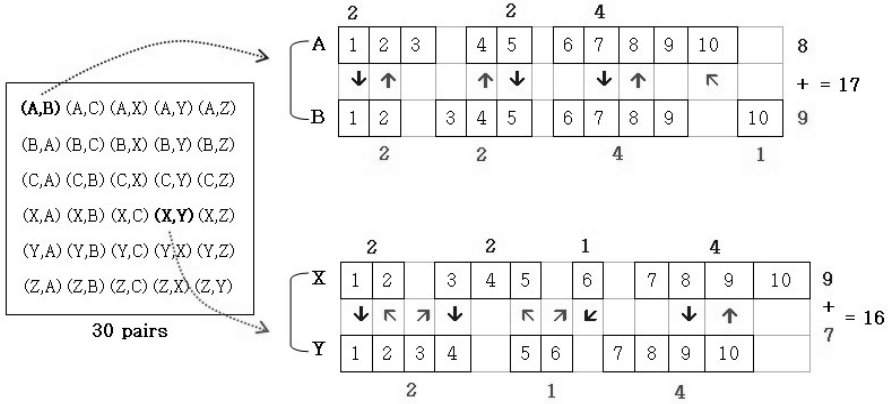 2 2 4
A 1 2 3 4 5 6 7 8 9 10 8
+ = 17
B 1 2 3 4 5 6 7 8 9 10 9
2 2 4 1
(A,B) (A,C) (A,X) (A,Y) (A,Z)
(B,A) (B,C) (B,X) (B,Y) (B,Z)
(C,A) (C,B) (C,X) (C,Y) (C,Z)
(X,A) (X,B) (X,C) (X,Y) (X,Z)
(Y,A) (Y,B) (Y,C) (Y,X) (Y,Z)
(Z,A) (Z,B) (Z,C) (Z,X) (Z,Y)
30 pairs
2 2 1 4
X 1 2 3 4 5 6 7 8 9 10 9
+ = 16
Y 1 2 3 4 5 6 7 8 9 10 7
2 1 4